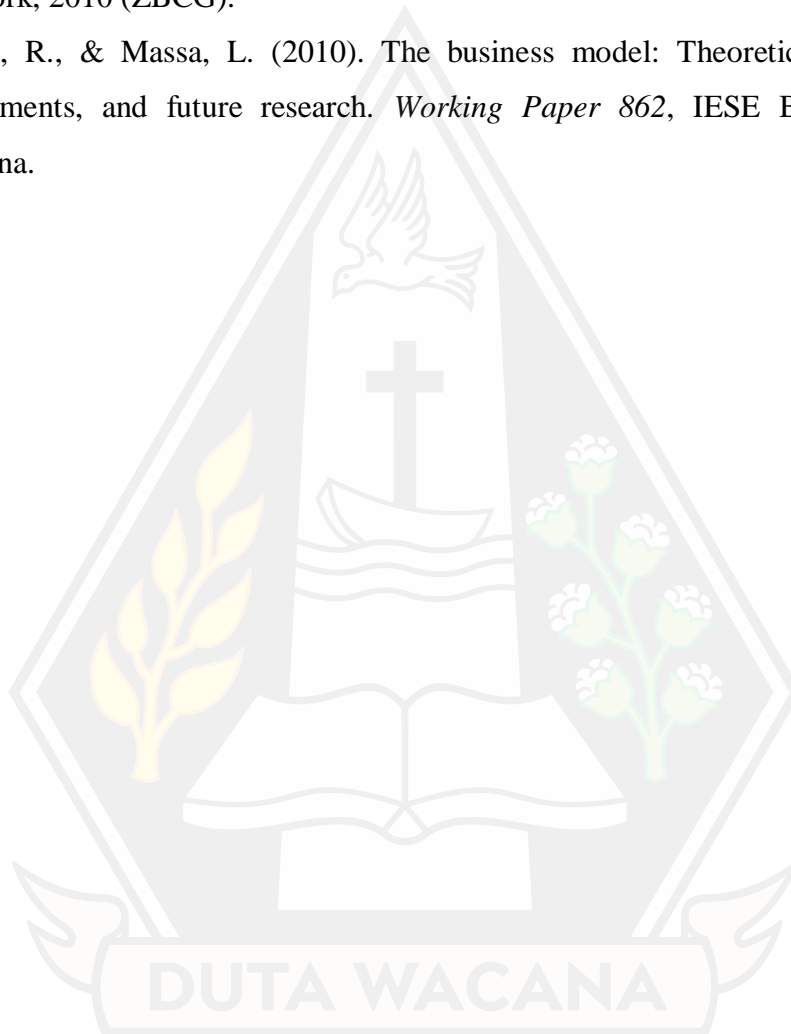 ork, 2010 (ZBCG).
, R., & Massa, L. (2010). The business model: Theoretic
ments, and future research. Working Paper 862, IESE B
na.
DUTA WACANA